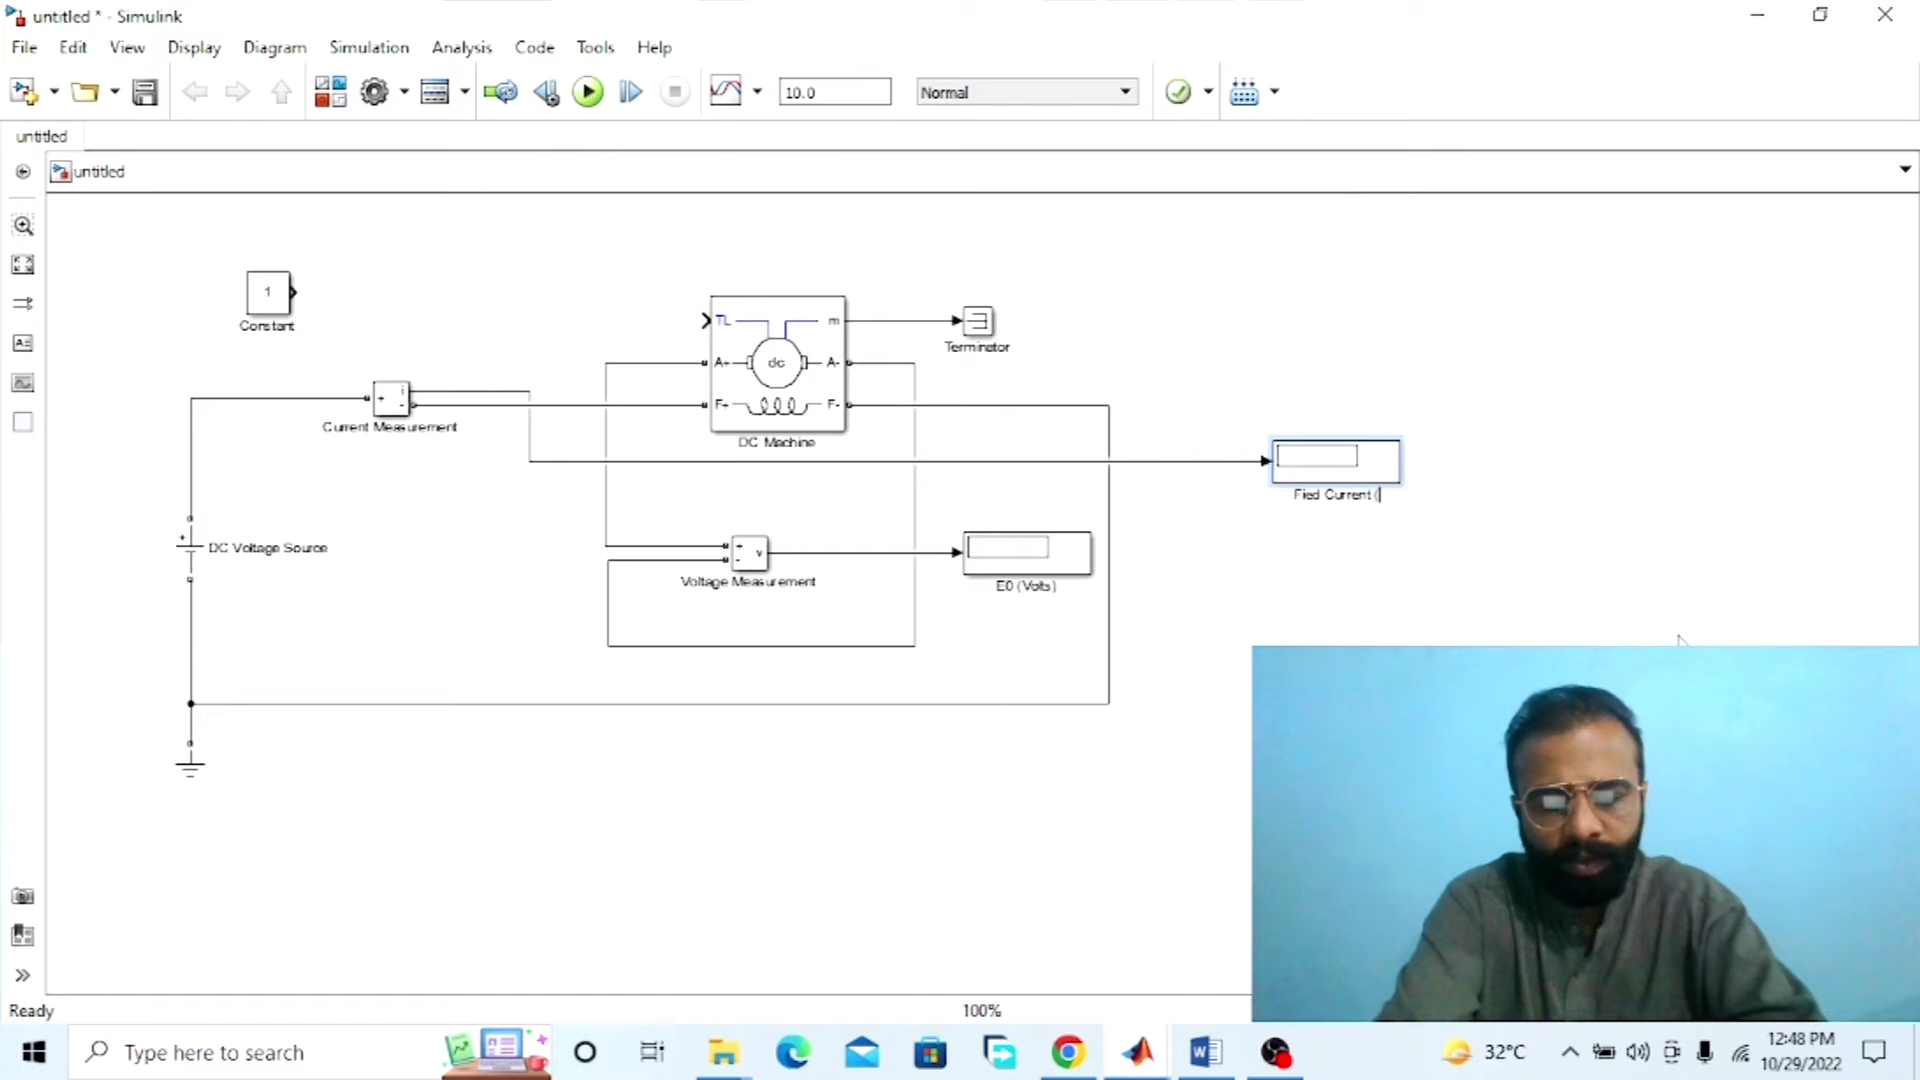 untitled * - Simulink
File Edit View Display Diagram Simulation Analysis Code Tools Help
10.0 Normal
untitled
untitled
1
Constant
TL m
A+ dc A-
F+ F-
DC Machine
Terminator
+ i -
Current Measurement
Fied Current (
+
DC Voltage Source
+ v -
Voltage Measurement
E0 (Volts)
Ready 100%
Type here to search
32°C
12:48 PM
10/29/2022